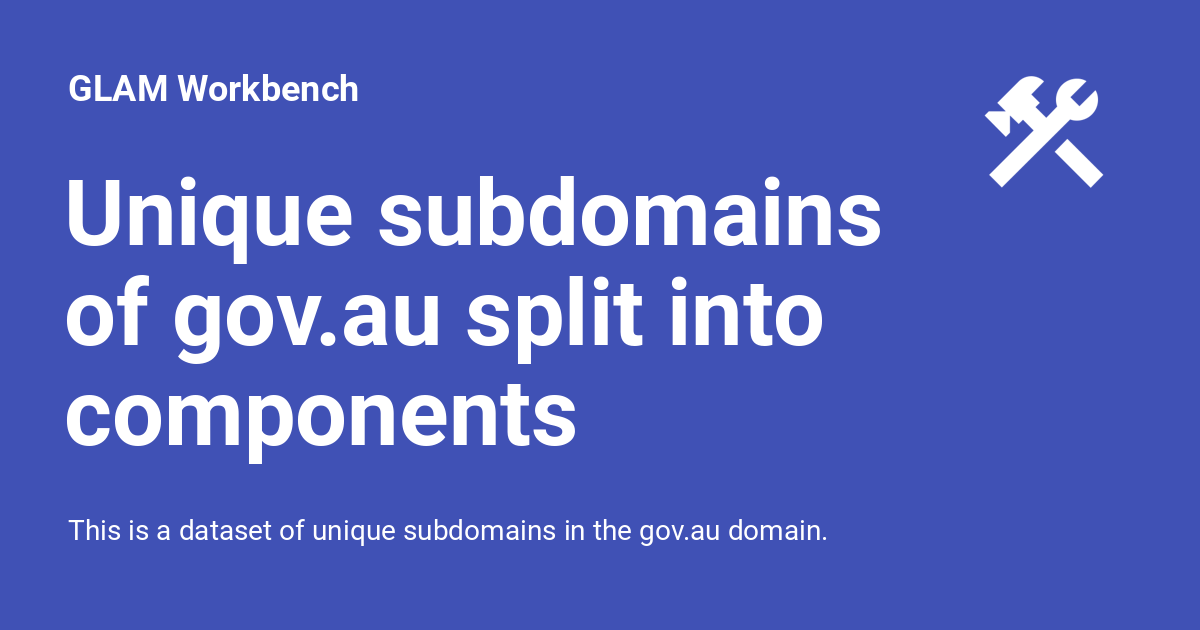 GLAM Workbench
Unique subdomains
of gov.au split into
components
This is a dataset of unique subdomains in the gov.au domain.